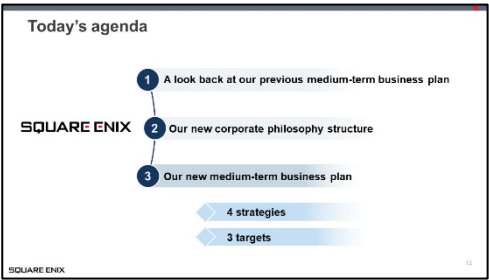 Today's agenda
1 A look back at our previous medium-term business plan
SQUARE ENIX
2 Our new corporate philosophy structure
3 Our new medium-term business plan
4 strategies
3 targets
SQUARE ENIX
12